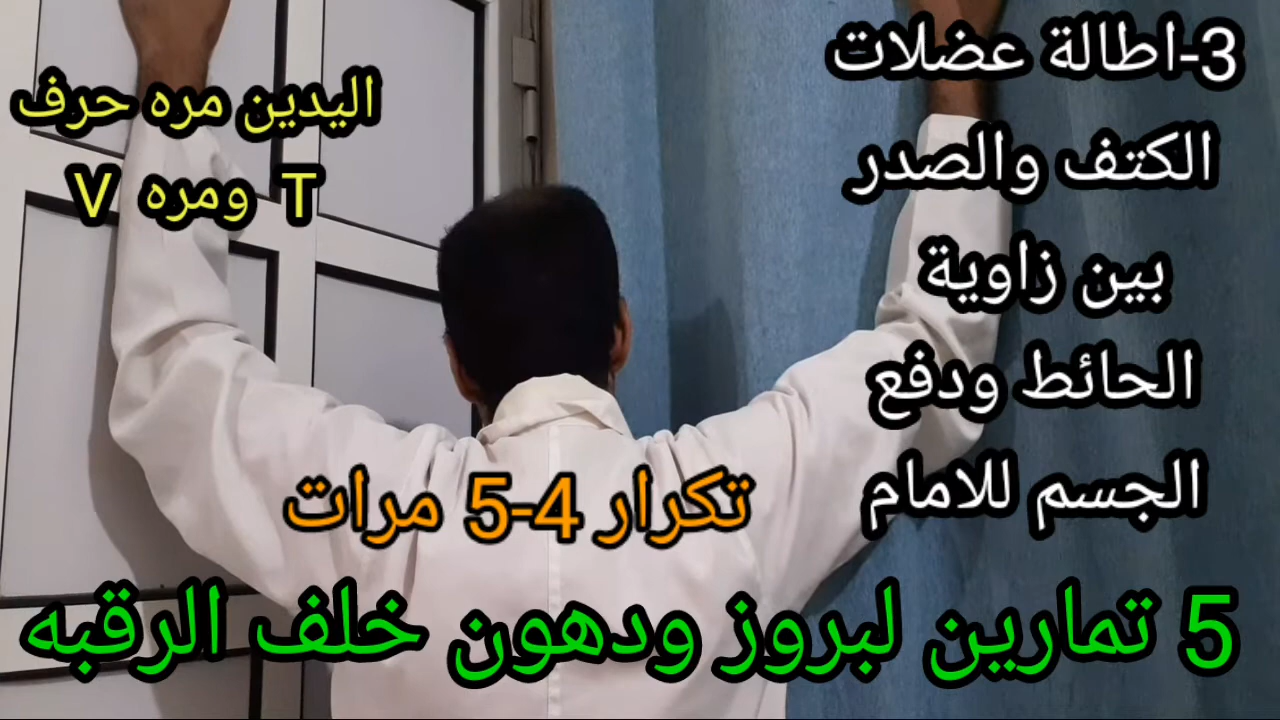 3-اطالة عضلات
الكتف والصدر
بين زاوية
الحائط ودفع
الجسم للامام
اليدين مره حرف
T ومره V
تكرار 4-5 مرات
5 تمارين لبروز ودهون خلف الرقبه